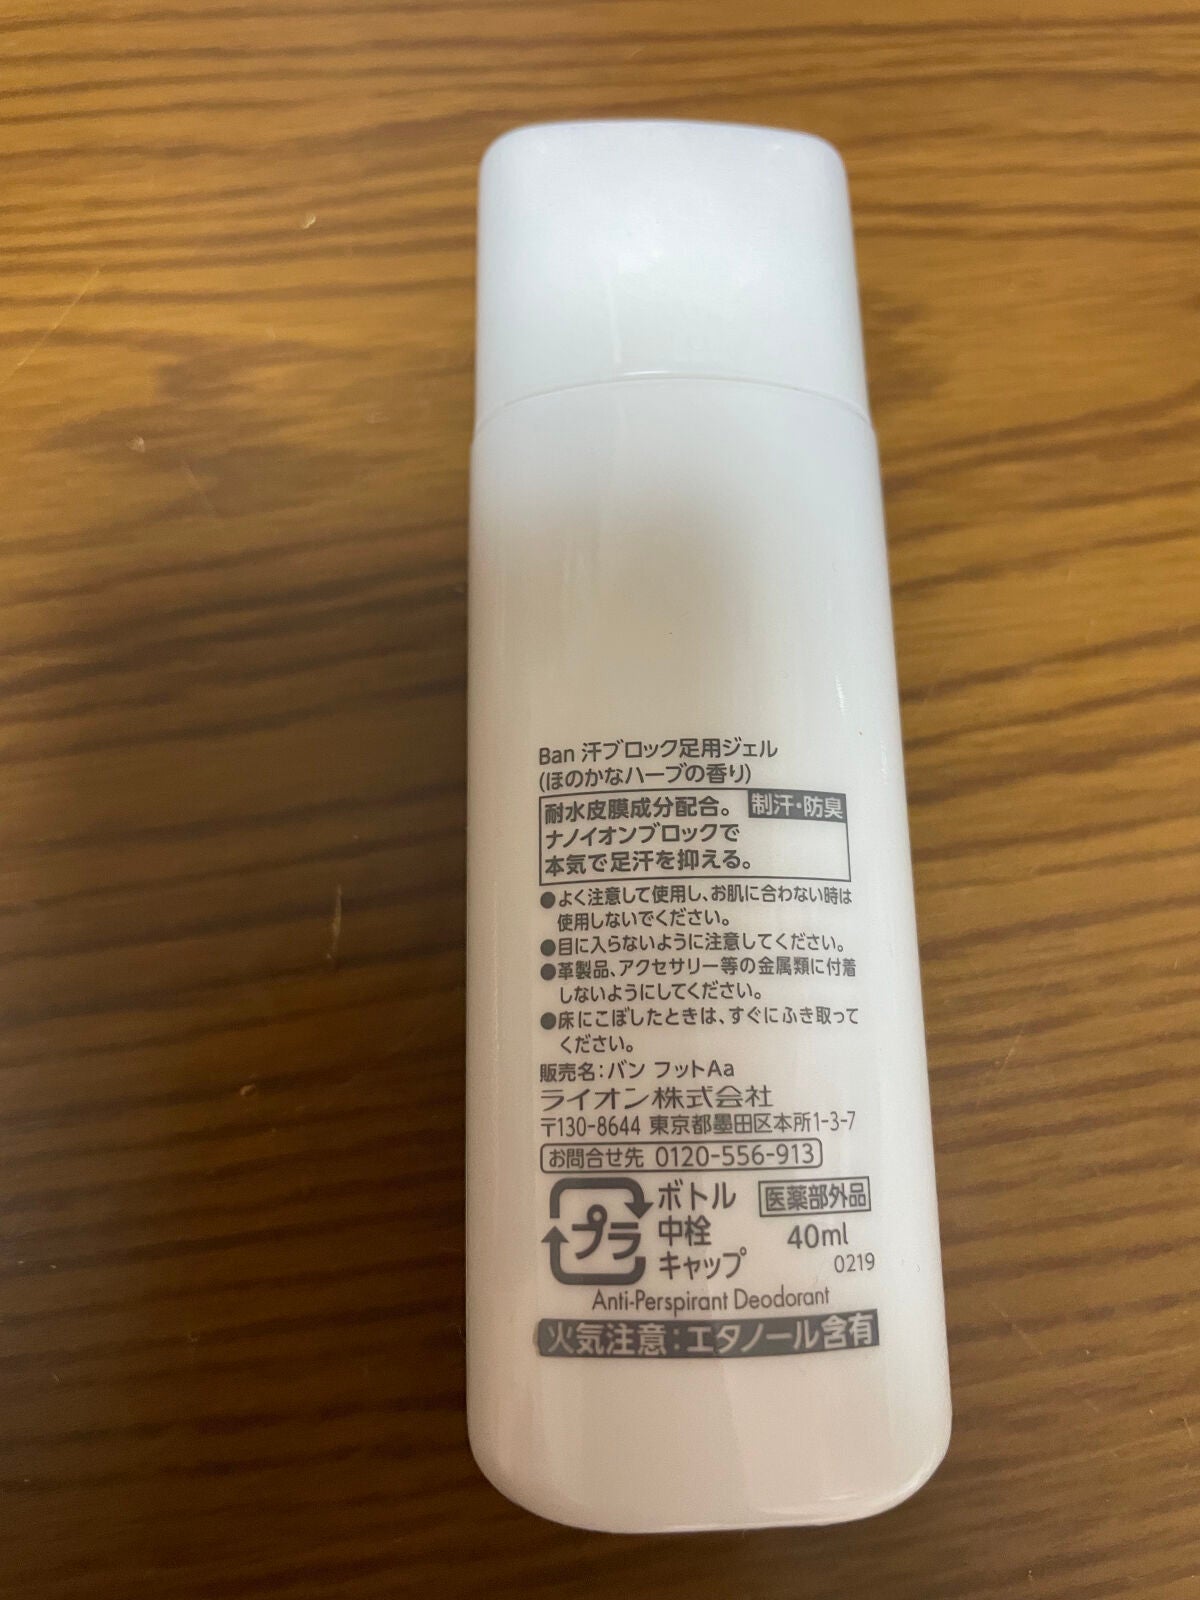 Ban 汗ブロック足用ジェル
(ほのかなハーブの香り)
耐水皮膜成分配合。 制汗・防臭
ナノイオンブロックで
本気で足汗を抑える。
●よく注意して使用し、お肌に合わない時は
使用しないでください。
●目に入らないように注意してください。
●革製品、アクセサリー等の金属類に付着
しないようにしてください。
●床にこぼしたときは、すぐにふき取って
ください。
販売名：バン フットAa
ライオン株式会社
〒130-8644 東京都墨田区本所1-3-7
お問合せ先 0120-556-913
プラ
ボトル
中栓
キャップ
医薬部外品
40ml
0219
Anti-Perspirant Deodorant
火気注意：エタノール含有